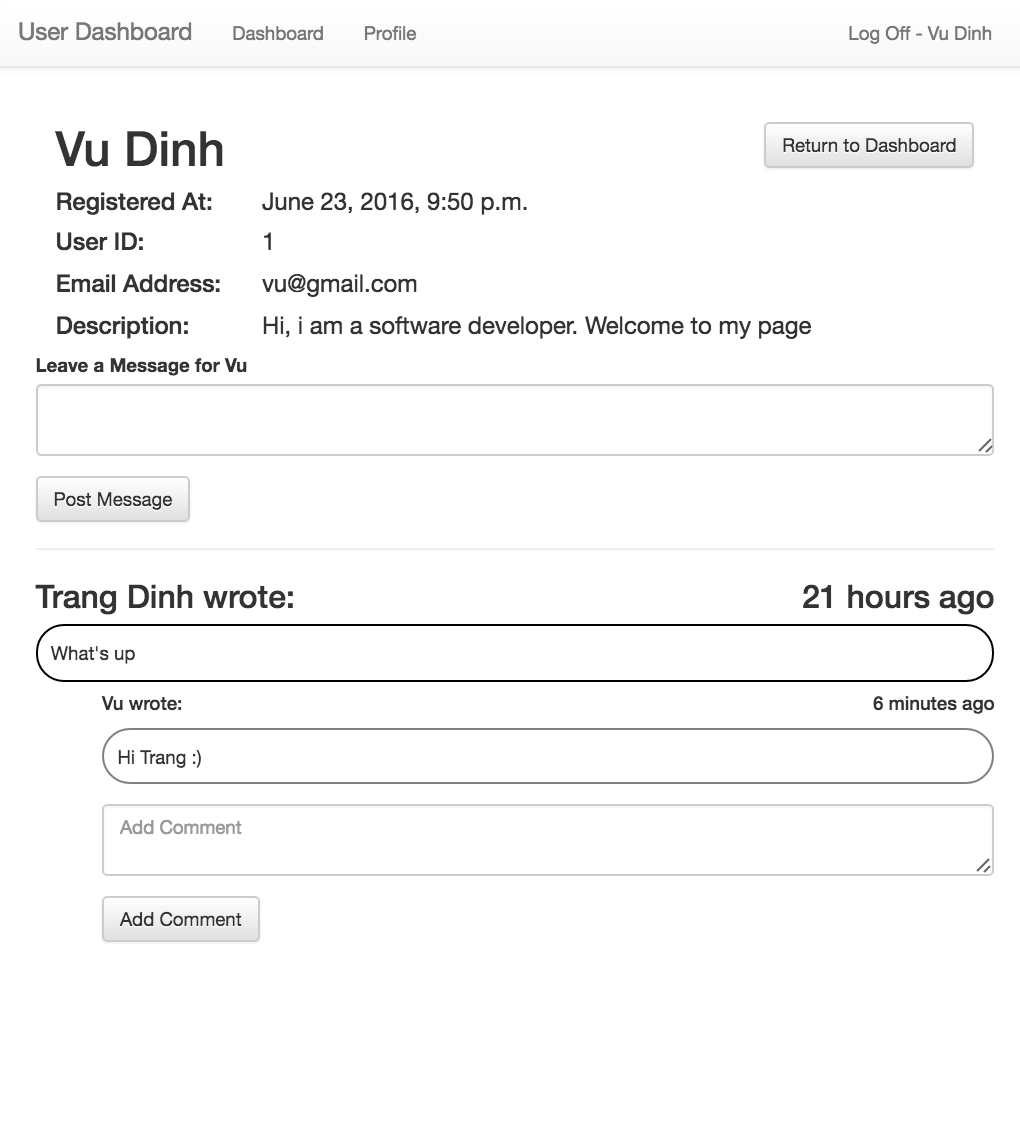 User Dashboard Dashboard Profile Log Off - Vu Dinh
Vu Dinh Return to Dashboard
Registered At: June 23, 2016, 9:50 p.m.
User ID: 1
Email Address: vu@gmail.com
Description: Hi, i am a software developer. Welcome to my page
Leave a Message for Vu
Post Message
Trang Dinh wrote: 21 hours ago
What's up
Vu wrote: 6 minutes ago
Hi Trang :)
Add Comment
Add Comment